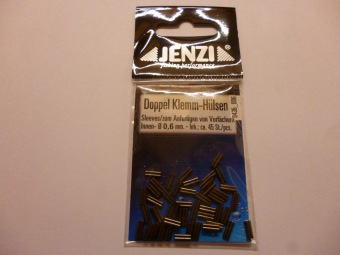 JENZI
fishing performance
Doppel Klemm-Hülsen
Sleeves/zum Anfertigen von Vorfächer
Innen- Ø 0,6 mm. - Inh.: ca. 45 St./pcs.